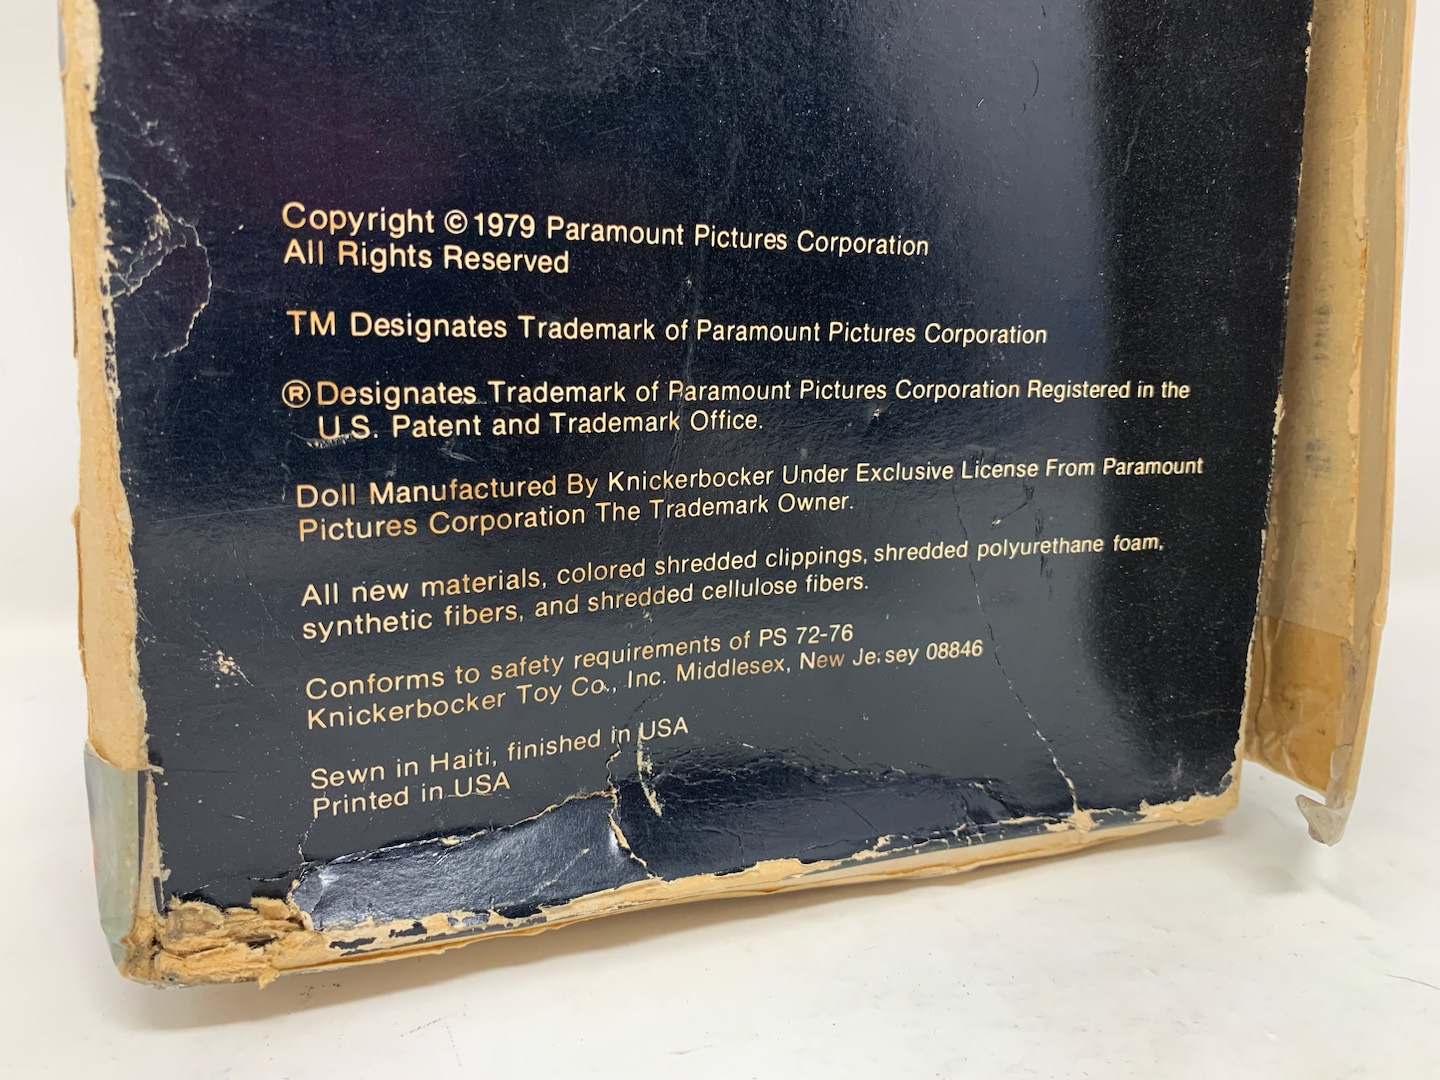 Copyright © 1979 Paramount Pictures Corporation
All Rights Reserved
TM Designates Trademark of Paramount Pictures Corporation
® Designates Trademark of Paramount Pictures Corporation Registered in the
U.S. Patent and Trademark Office.
Doll Manufactured By Knickerbocker Under Exclusive License From Paramount
Pictures Corporation The Trademark Owner.
All new materials, colored shredded clippings, shredded polyurethane foam,
synthetic fibers, and shredded cellulose fibers.
Conforms to safety requirements of PS 72-76
Knickerbocker Toy Co., Inc. Middlesex, New Jersey 08846
Sewn in Haiti, finished in USA
Printed in USA